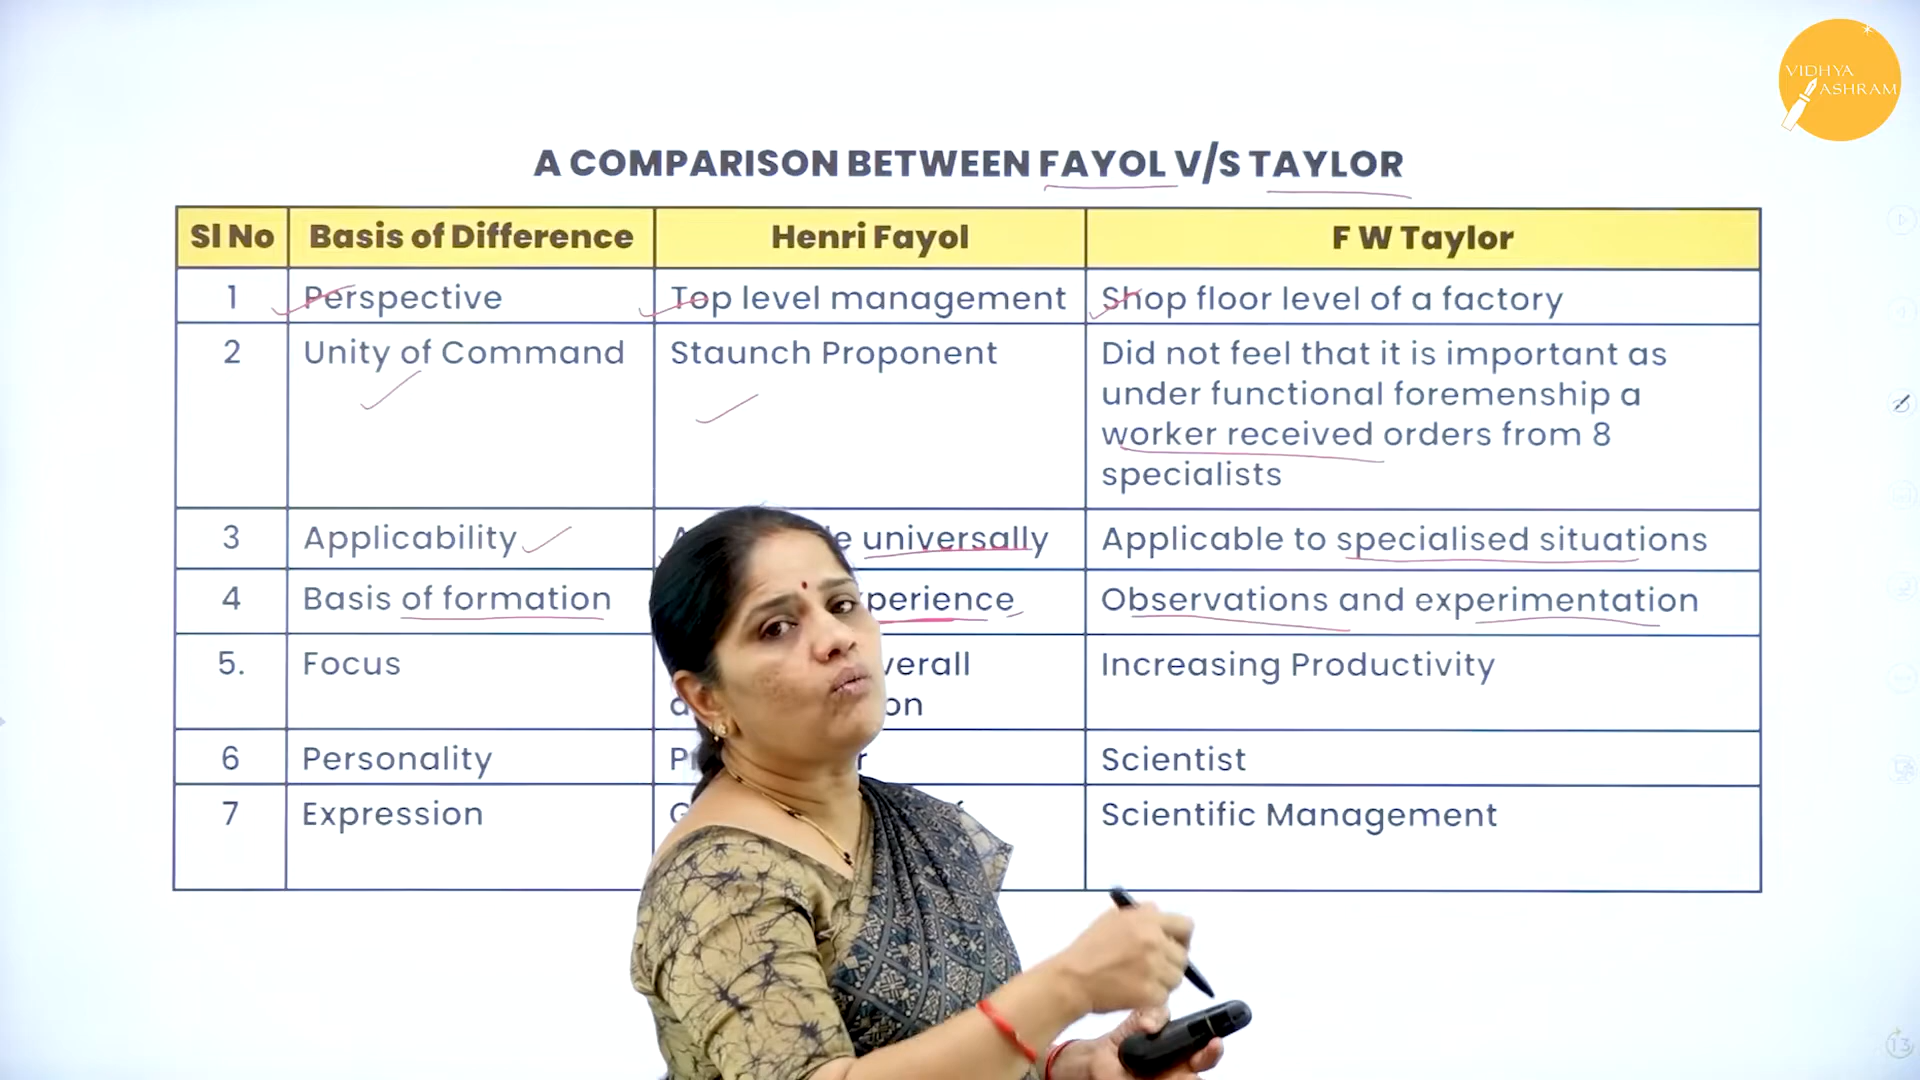 VIDHYA
ASHRAM
A COMPARISON BETWEEN FAYOL V/S TAYLOR
Sl No Basis of Difference Henri Fayol F W Taylor
1 Perspective Top level management Shop floor level of a factory
2 Unity of Command Staunch Proponent Did not feel that it is important as
under functional foremenship a
worker received orders from 8
specialists
3 Applicability universally Applicable to specialised situations
4 Basis of formation Observations and experimentation
5. Focus Increasing Productivity
6 Personality Scientist
7 Expression Scientific Management
13